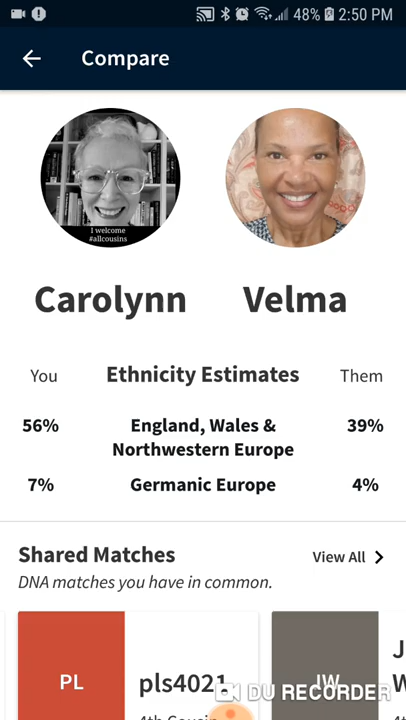 48% 2:50 PM
Compare
I welcome
#allcousins
Carolynn Velma
You Ethnicity Estimates Them
56% England, Wales & 39%
Northwestern Europe
7% Germanic Europe 4%
Shared Matches View All
DNA matches you have in common.
J
PL pls4021 JW W
DU RECORDER
4th Cousin